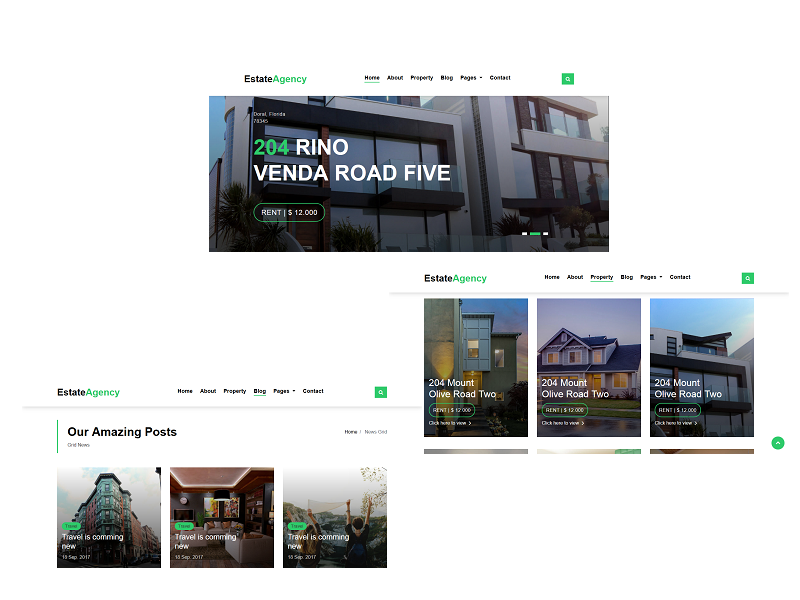 EstateAgency
Home About Property Blog Pages Contact
Doral, Florida
78345
204 RINO
VENDA ROAD FIVE
RENT | $ 12.000
EstateAgency
Home About Property Blog Pages Contact
204 Mount
Olive Road Two
RENT | $ 12.000
Click here to view
204 Mount
Olive Road Two
RENT | $ 12.000
Click here to view
204 Mount
Olive Road Two
RENT | $ 12.000
Click here to view
EstateAgency
Home About Property Blog Pages Contact
Our Amazing Posts
Grid News
Home / News Grid
Travel
Travel is comming
new
18 Sep. 2017
Travel
Travel is comming
new
18 Sep. 2017
Travel
Travel is comming
new
18 Sep. 2017